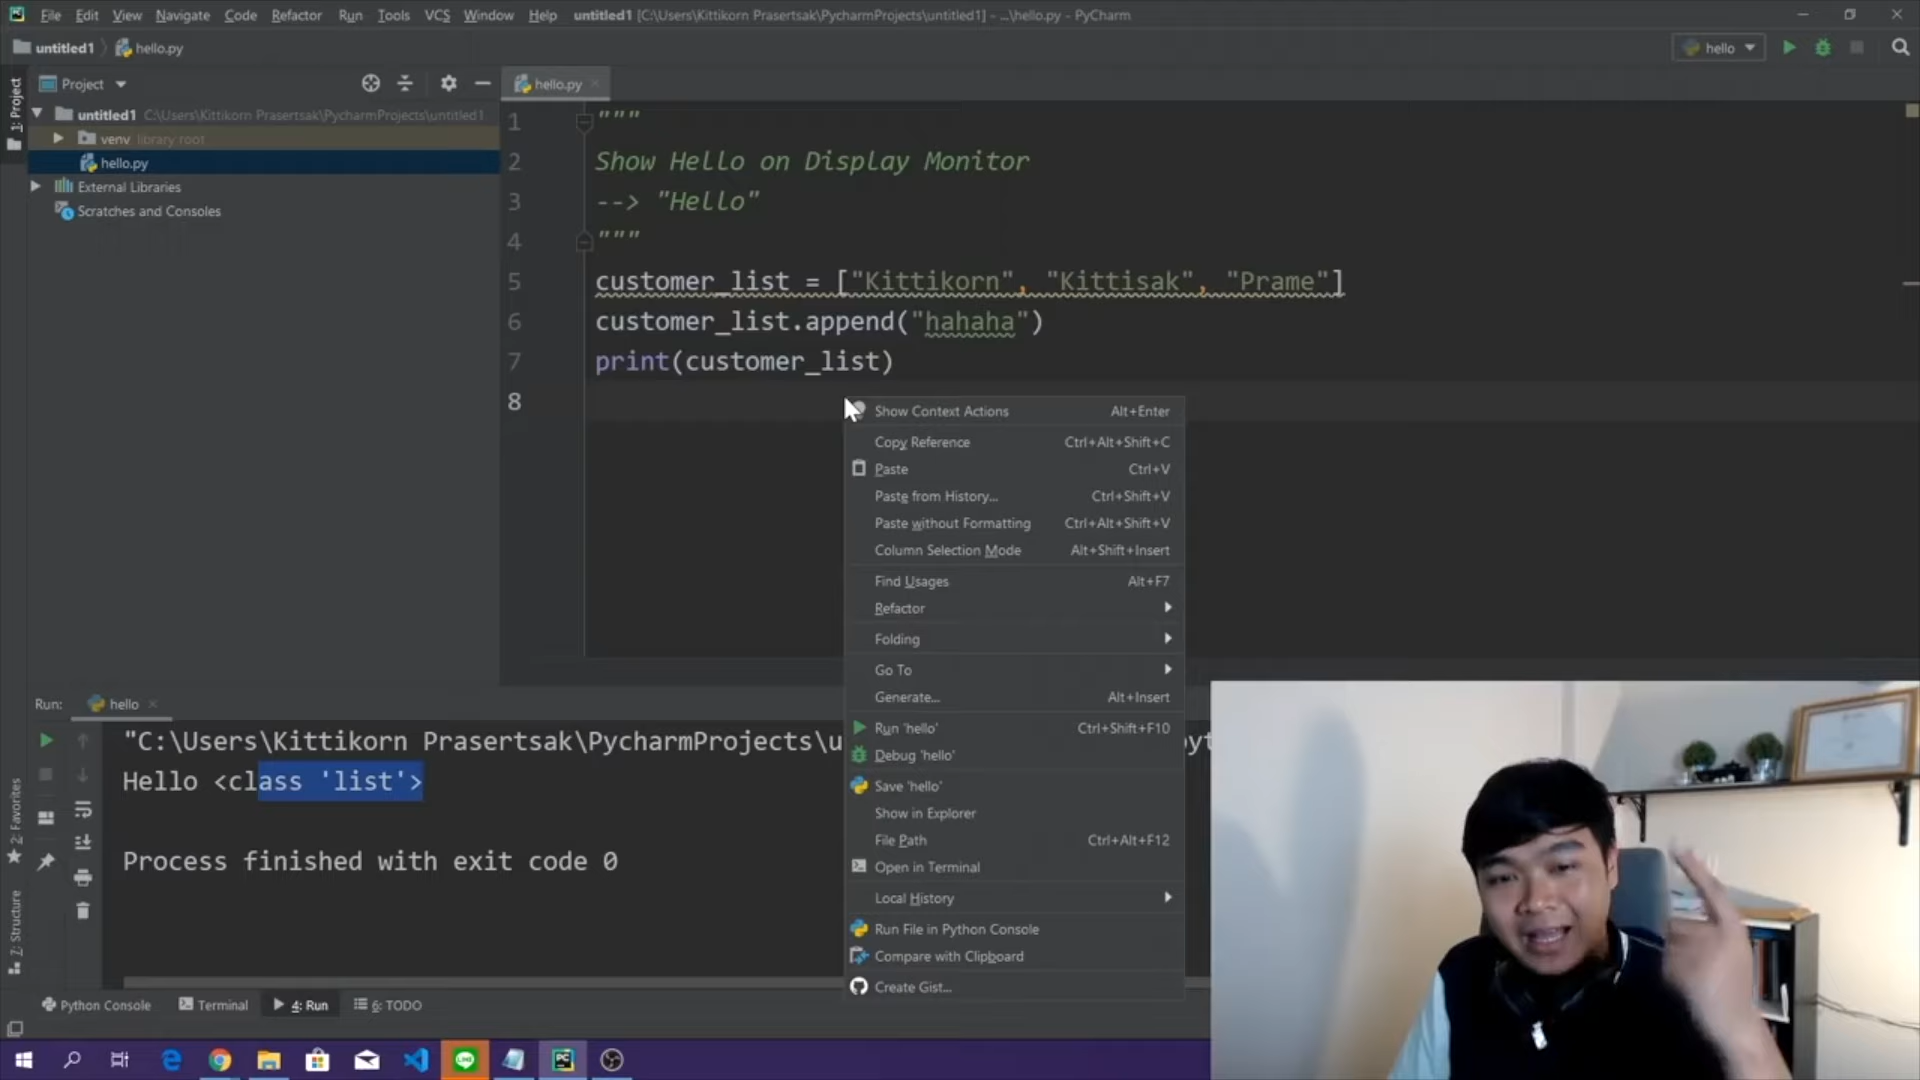 File Edit View Navigate Code Refactor Run Tools VCS Window Help untitled1 [C:\Users\Kittikorn Prasertsak\PycharmProjects\untitled1] - ...\hello.py - PyCharm
untitled1 hello.py
hello
1: Project
Project
hello.py
untitled1 C:\Users\Kittikorn Prasertsak\PycharmProjects\untitled1
venv library root
hello.py
External Libraries
Scratches and Consoles
1 """
2 Show Hello on Display Monitor
3 --> "Hello"
4 """
5 customer_list = ["Kittikorn", "Kittisak", "Prame"]
6 customer_list.append("hahaha")
7 print(customer_list)
8
Show Context Actions Alt+Enter
Copy Reference Ctrl+Alt+Shift+C
Paste Ctrl+V
Paste from History... Ctrl+Shift+V
Paste without Formatting Ctrl+Alt+Shift+V
Column Selection Mode Alt+Shift+Insert
Find Usages Alt+F7
Refactor
Folding
Go To
Generate... Alt+Insert
Run 'hello' Ctrl+Shift+F10
Debug 'hello'
Save 'hello'
Show in Explorer
File Path Ctrl+Alt+F12
Open in Terminal
Local History
Run File in Python Console
Compare with Clipboard
Create Gist...
Run: hello
"C:\Users\Kittikorn Prasertsak\PycharmProjects\u
Hello <class 'list'>
Process finished with exit code 0
2: Favorites
7: Structure
Python Console Terminal 4: Run 6: TODO
LINE
PC